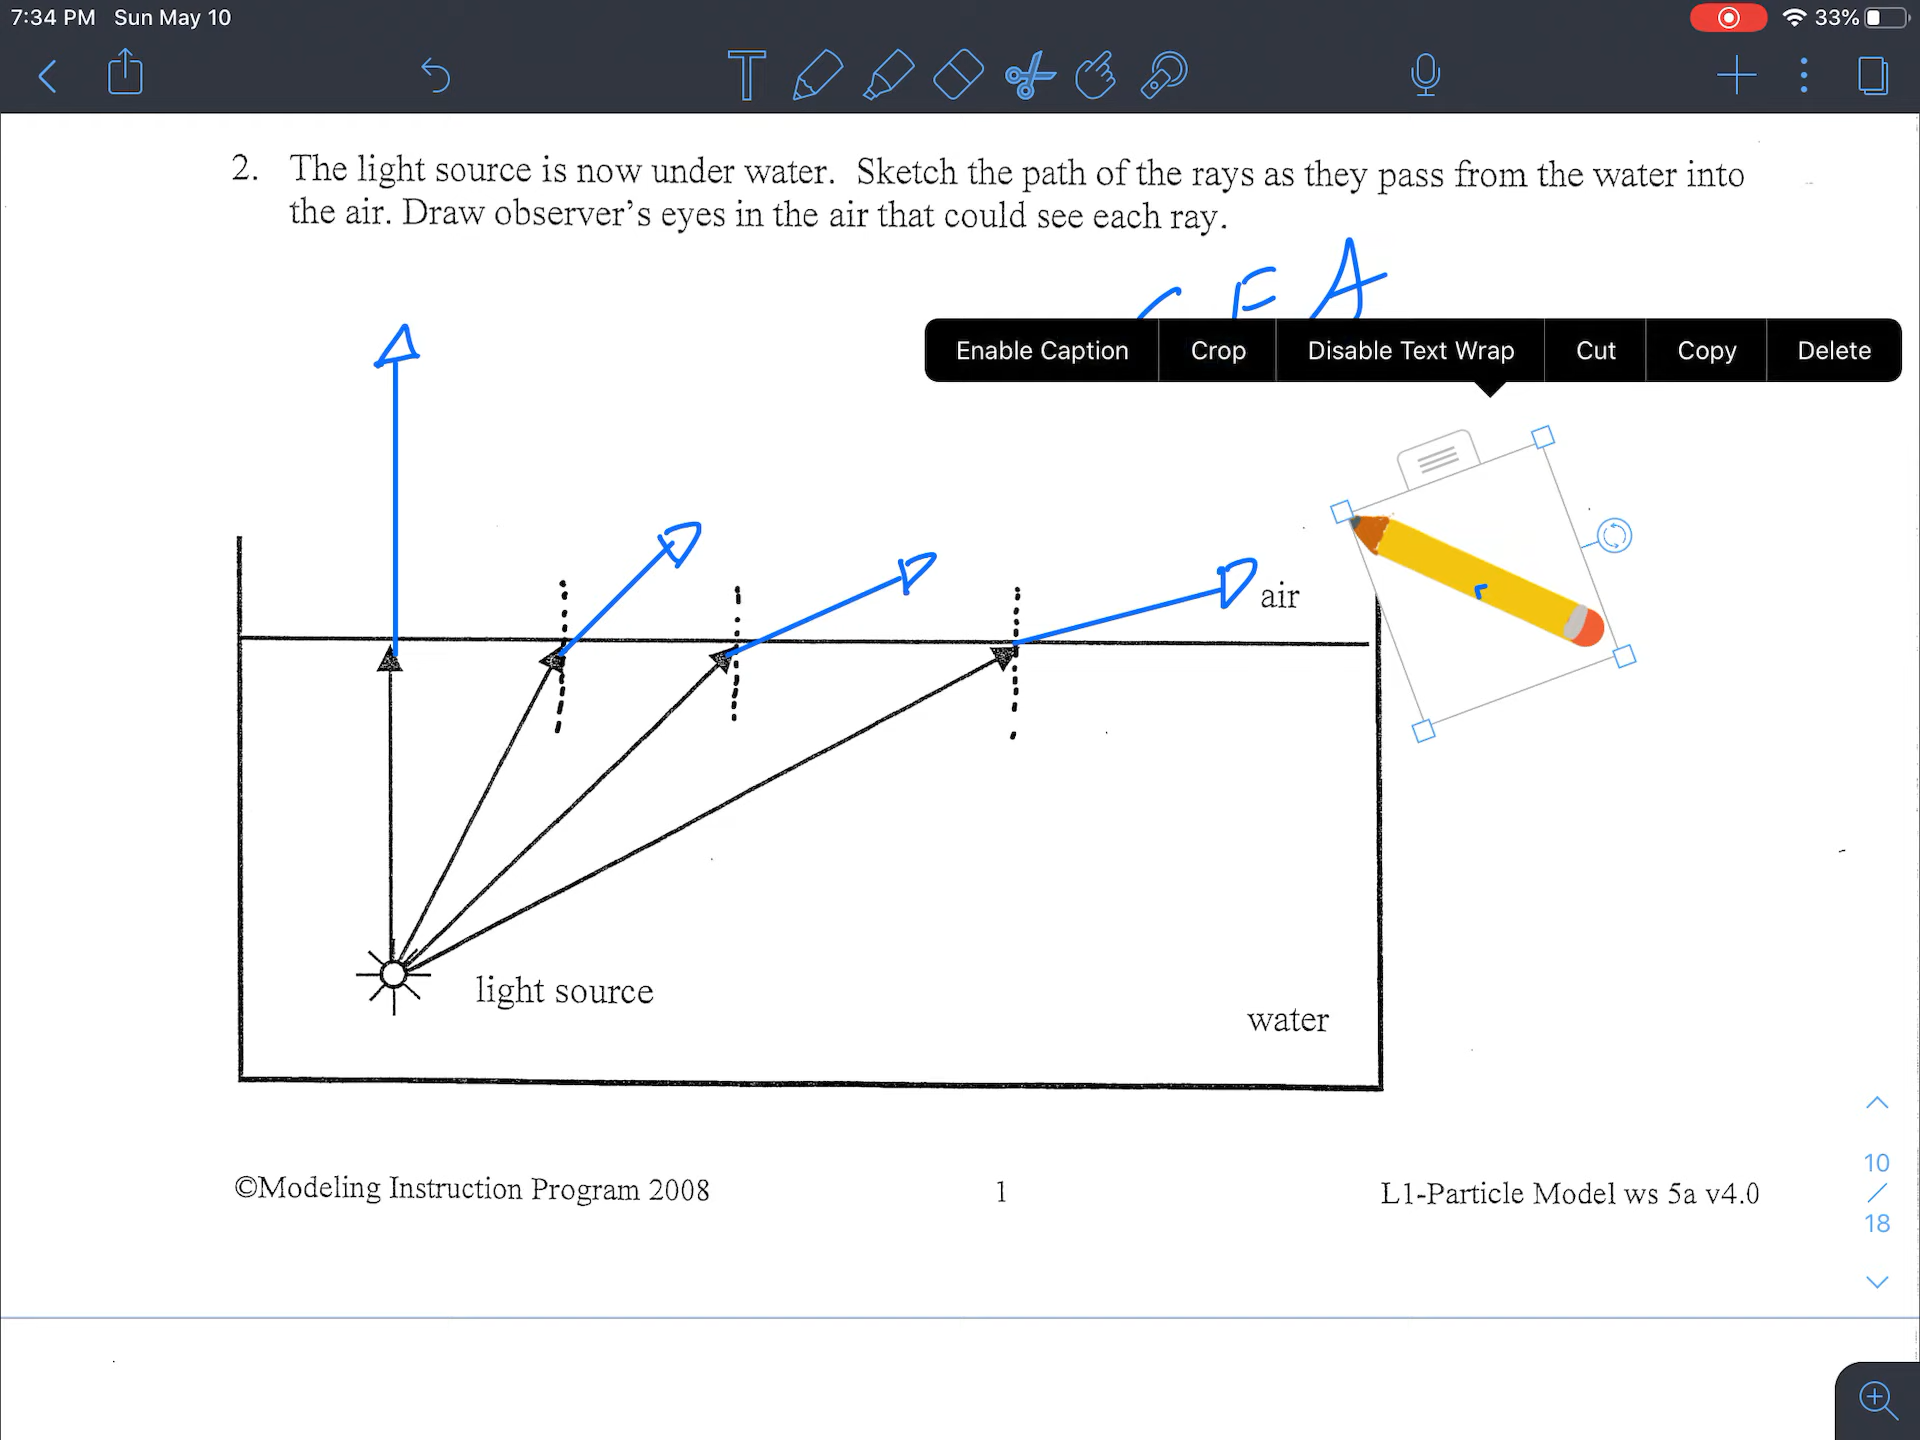 7:34 PM Sun May 10
33%
2. The light source is now under water. Sketch the path of the rays as they pass from the water into
the air. Draw observer's eyes in the air that could see each ray.
F A
Enable Caption Crop Disable Text Wrap Cut Copy Delete
air
light source
water
10
/
18
©Modeling Instruction Program 2008 1 L1-Particle Model ws 5a v4.0